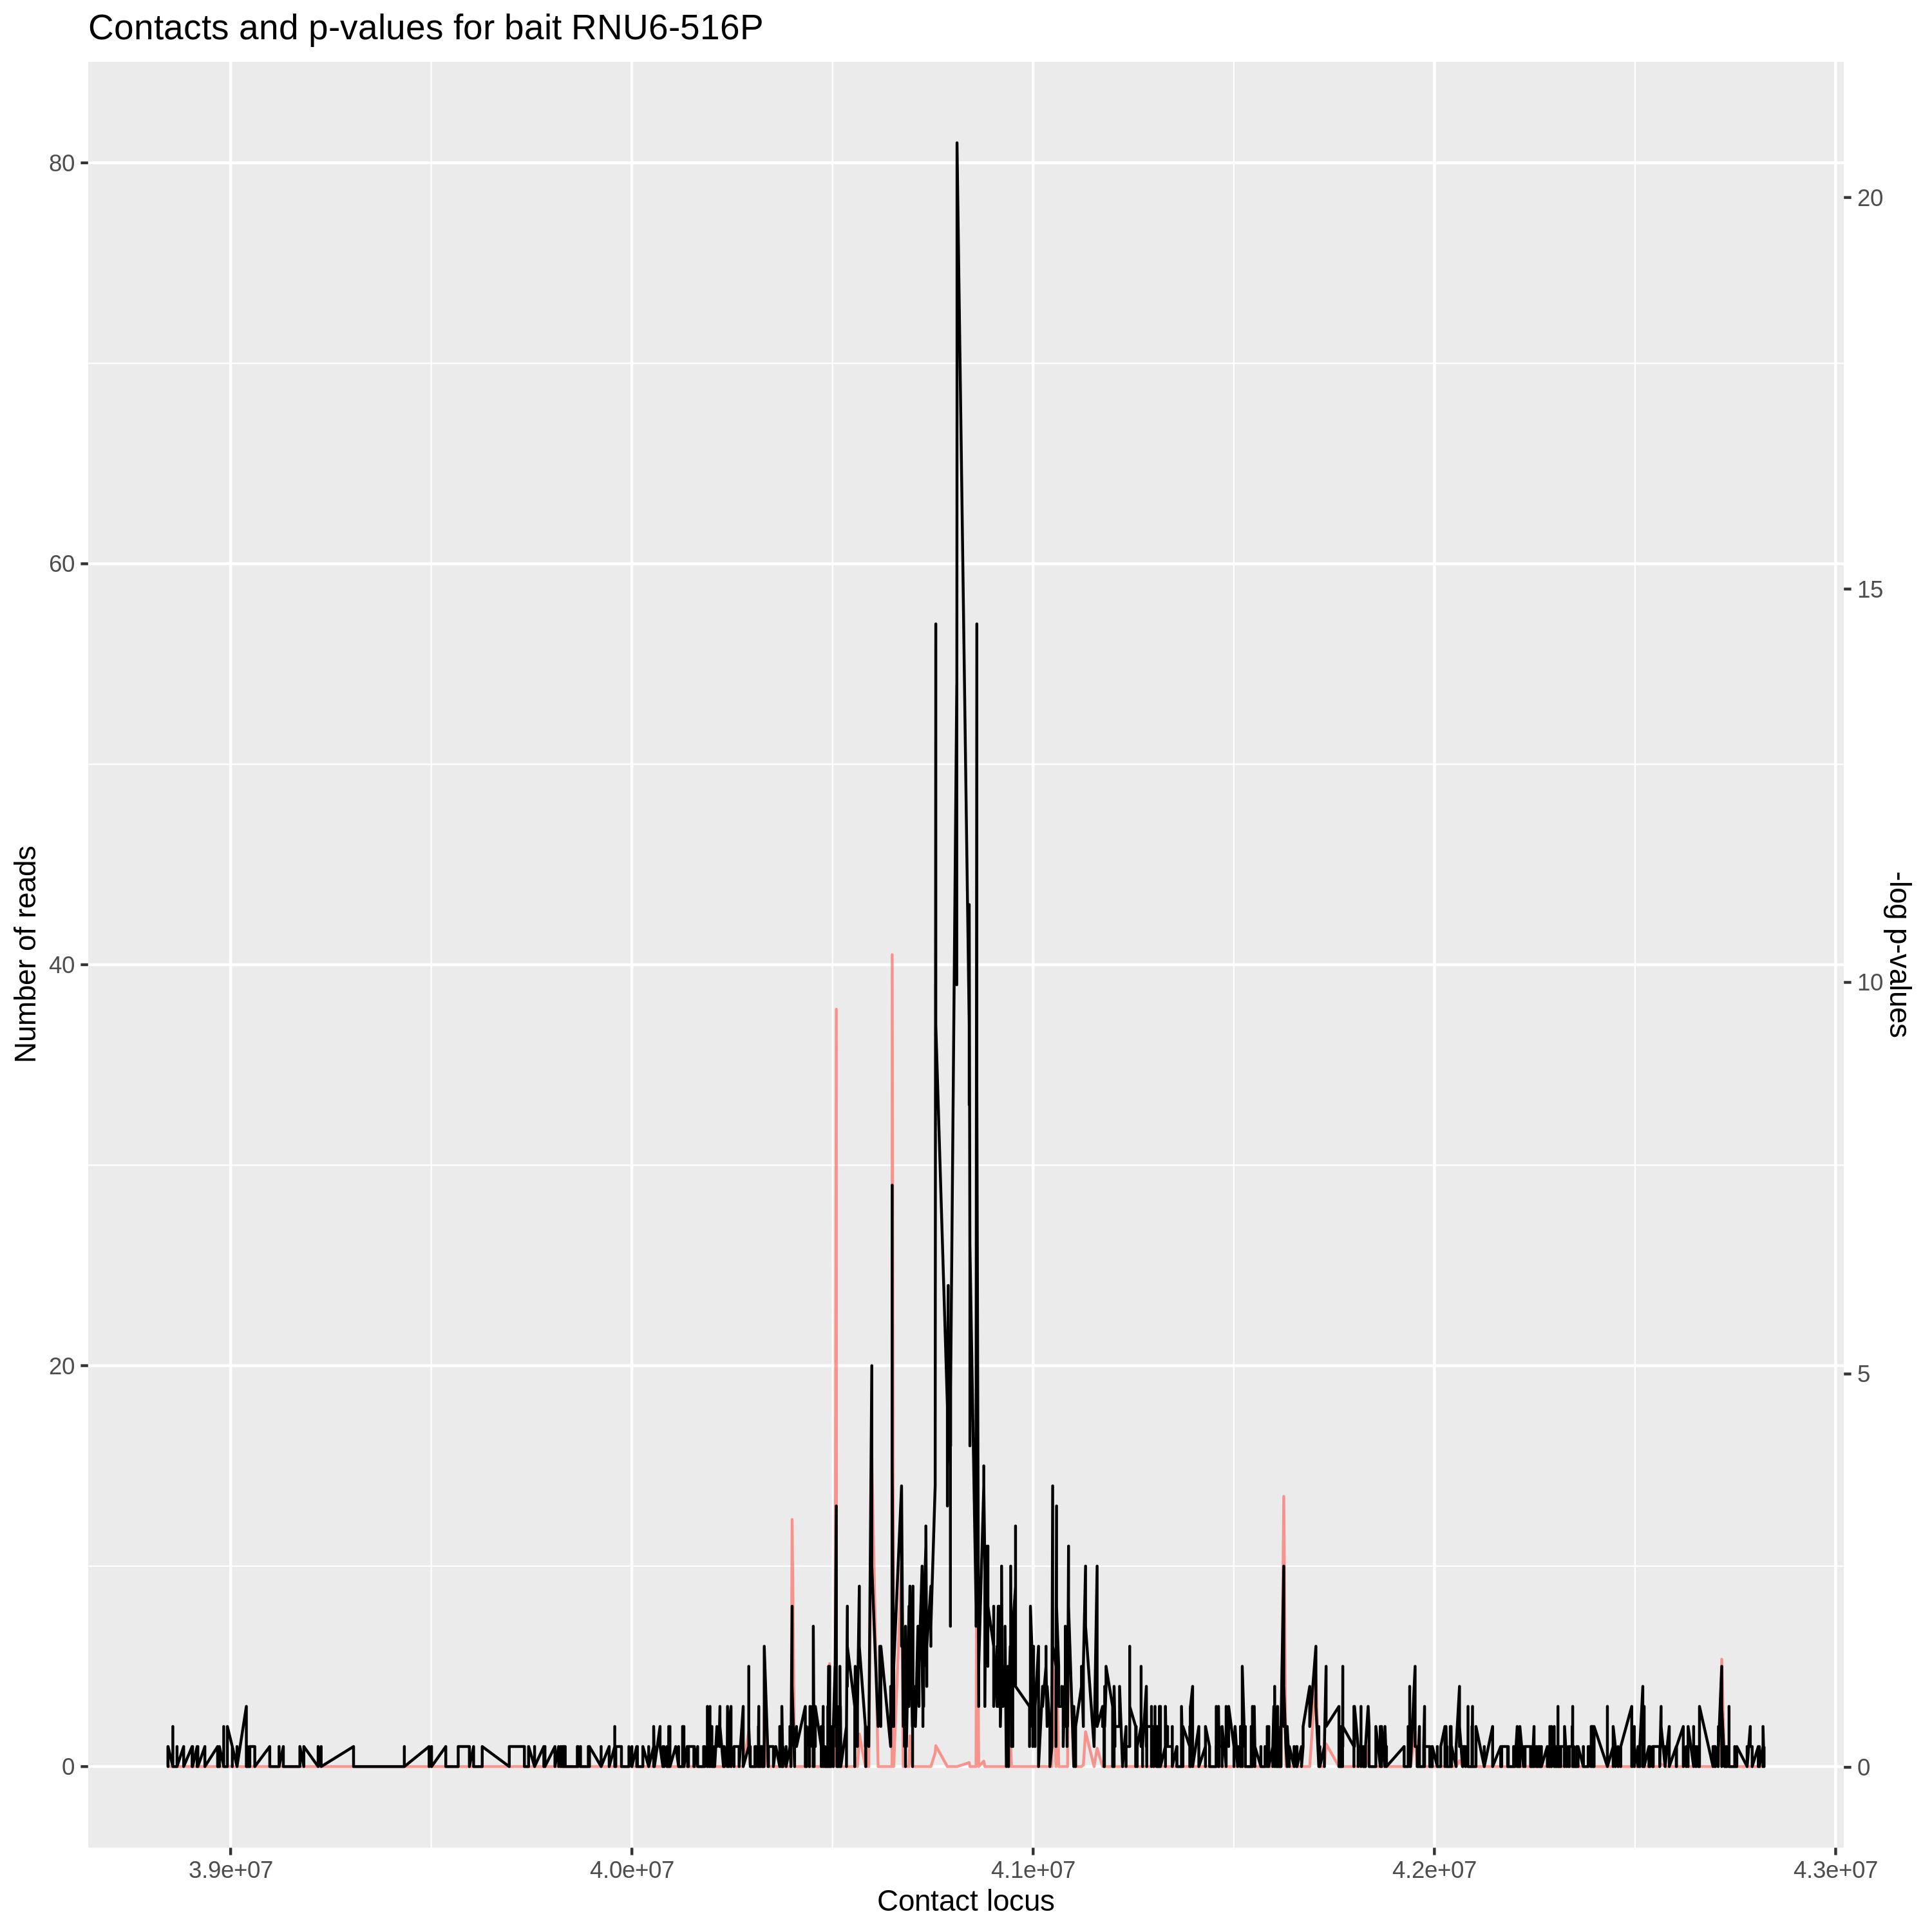 Contacts and p-values for bait RNU6-516P
80
60
40
20
0
Number of reads
20
15
10
5
0
-log p-values
3.9e+07
4.0e+07
4.1e+07
4.2e+07
4.3e+07
Contact locus